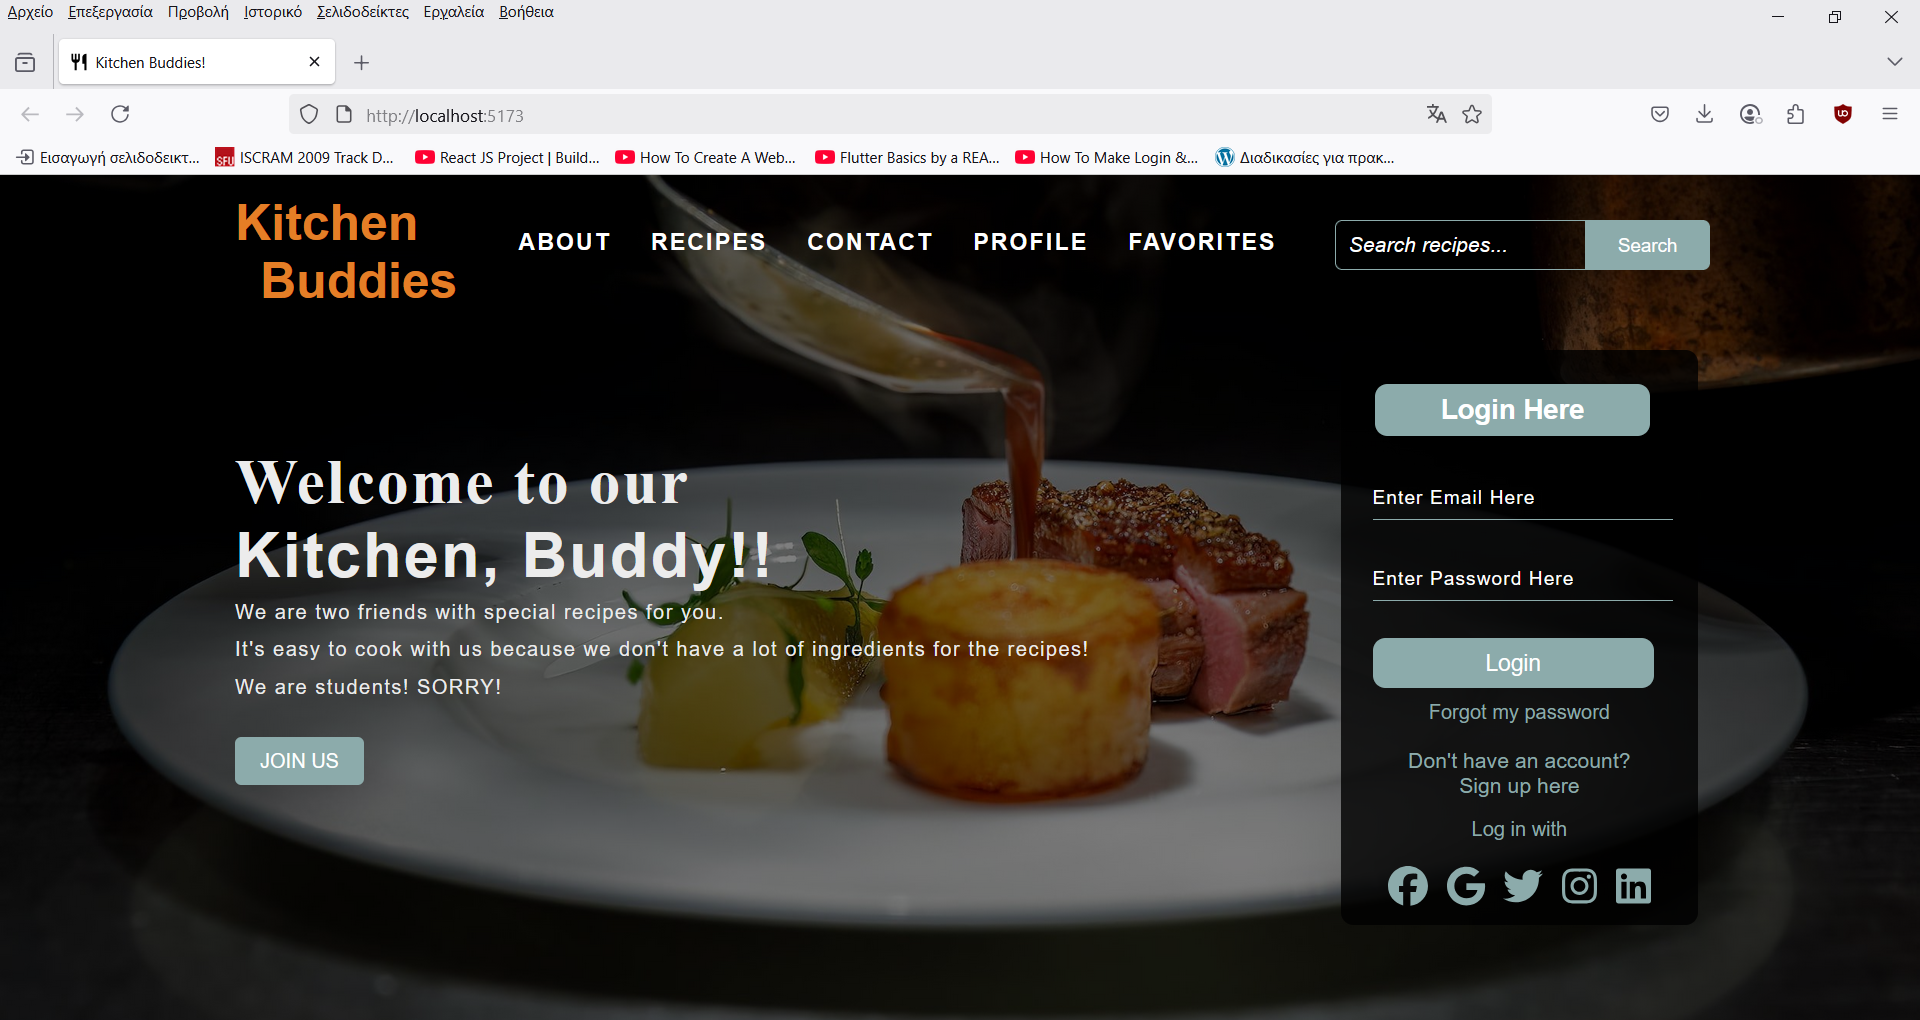 Αρχείο Επεξεργασία Προβολή Ιστορικό Σελιδοδείκτες Εργαλεία Βοήθεια
Kitchen Buddies!
http://localhost:5173
Εισαγωγή σελιδοδεικτ... SFU ISCRAM 2009 Track D... React JS Project | Build... How To Create A Web... Flutter Basics by a REA... How To Make Login &... Διαδικασίες για πρακ...
Kitchen
Buddies
ABOUT RECIPES CONTACT PROFILE FAVORITES
Search recipes... Search
Login Here
Welcome to our
Kitchen, Buddy!!
We are two friends with special recipes for you.
It's easy to cook with us because we don't have a lot of ingredients for the recipes!
We are students! SORRY!
JOIN US
Enter Email Here
Enter Password Here
Login
Forgot my password
Don't have an account?
Sign up here
Log in with